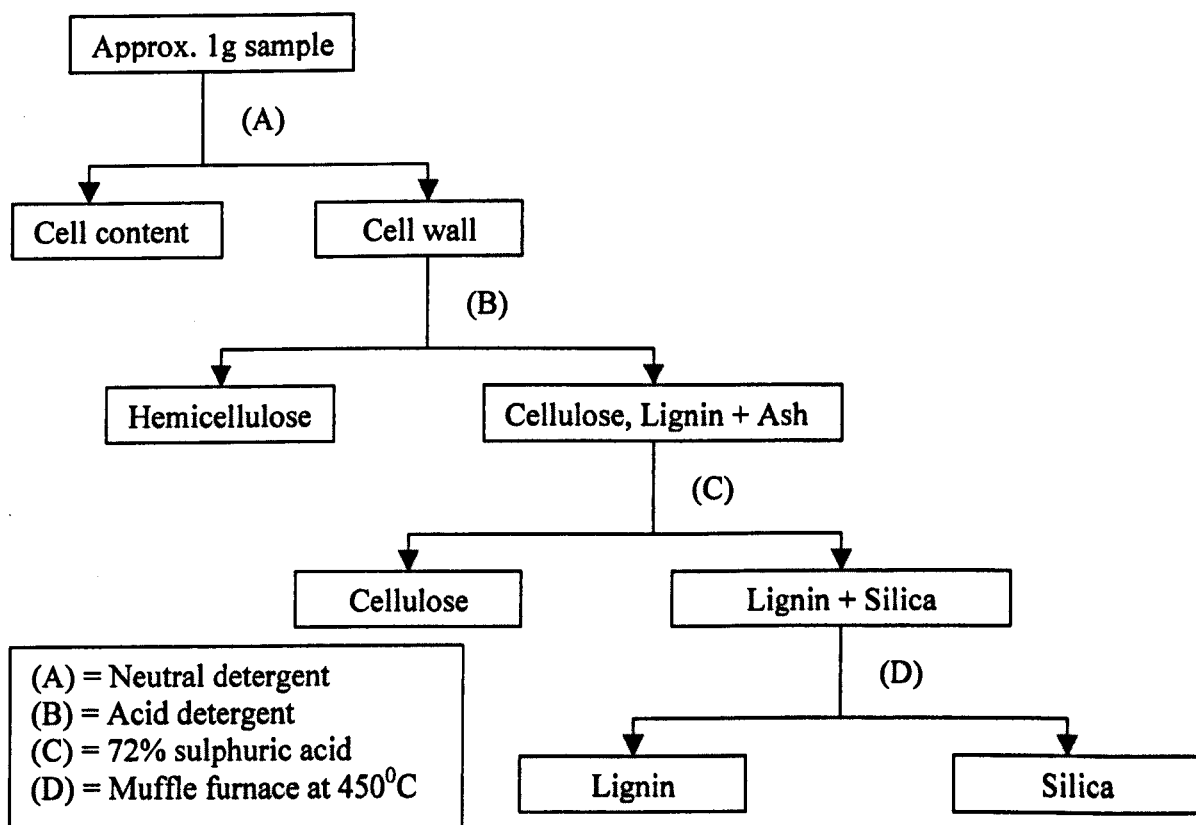 Approx. 1g sample
(A)
Cell content
Cell wall
(B)
Hemicellulose
Cellulose, Lignin + Ash
(C)
Cellulose
Lignin + Silica
(A) = Neutral detergent
(B) = Acid detergent
(C) = 72% sulphuric acid
(D) = Muffle furnace at 450⁰C
(D)
Lignin
Silica